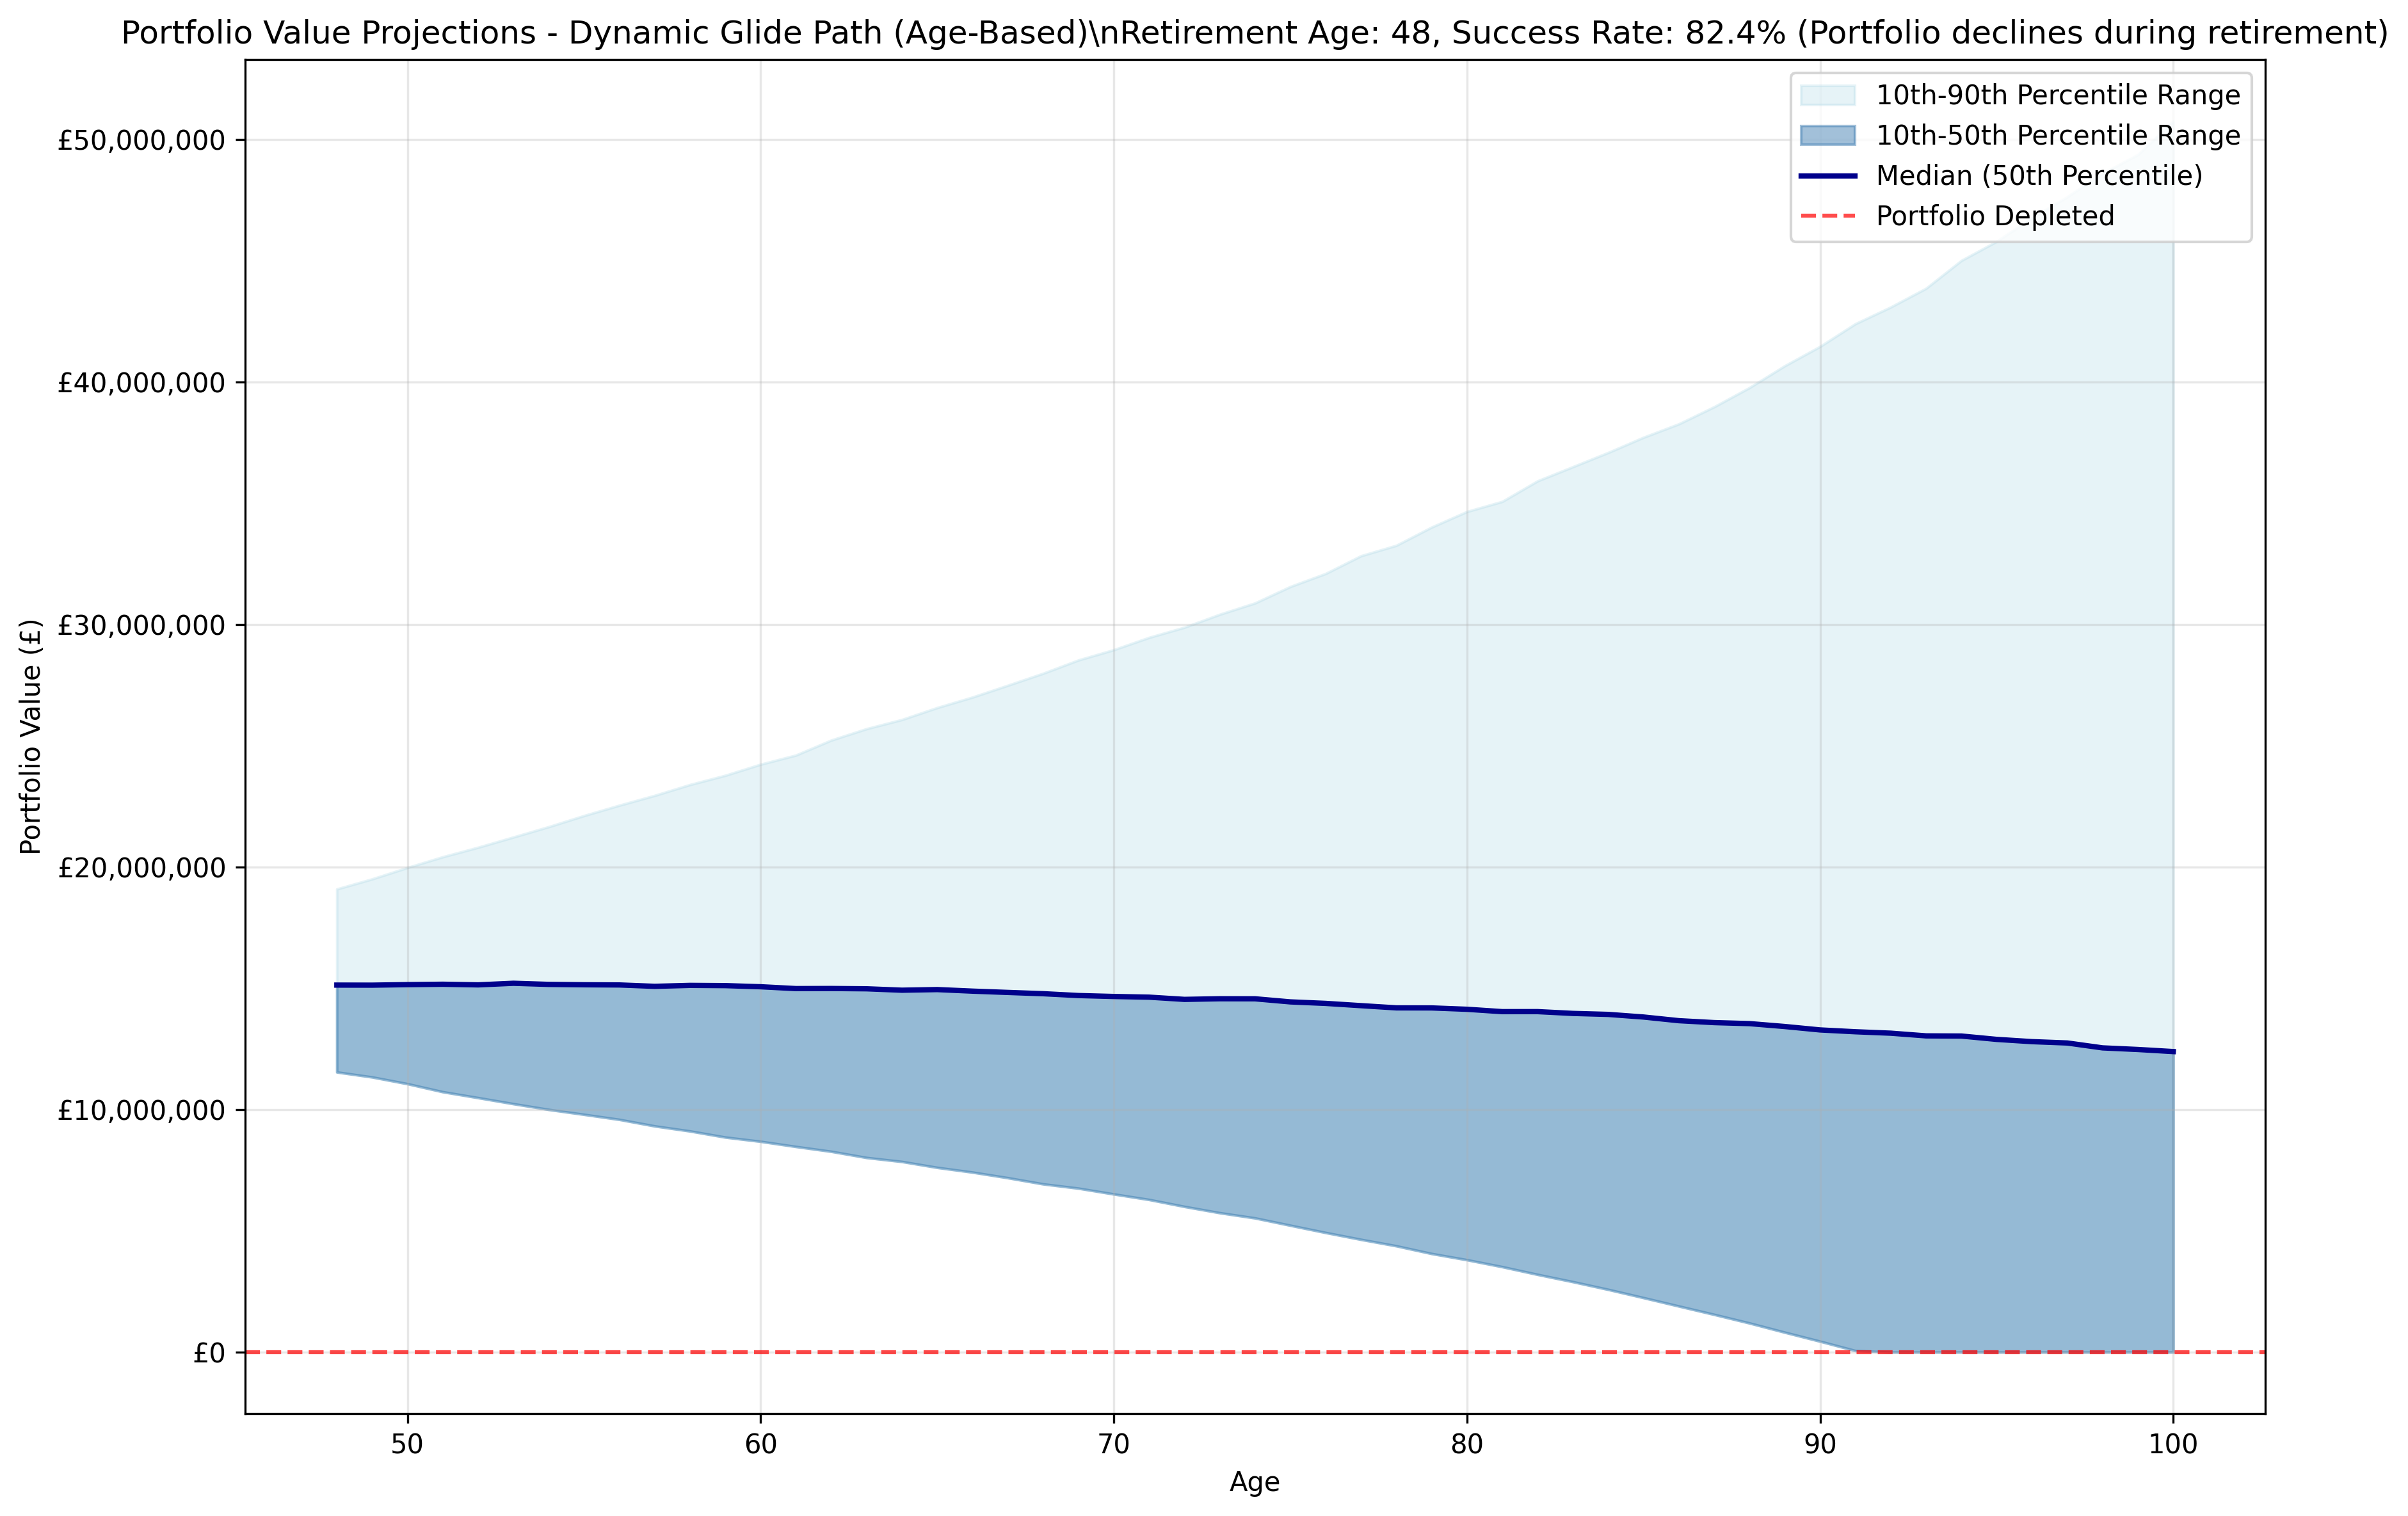 Portfolio Value Projections - Dynamic Glide Path (Age-Based)\nRetirement Age: 48, Success Rate: 82.4% (Portfolio declines during retirement)
10th-90th Percentile Range
10th-50th Percentile Range
Median (50th Percentile)
Portfolio Depleted
Portfolio Value (£)
£50,000,000
£40,000,000
£30,000,000
£20,000,000
£10,000,000
£0
50
60
70
80
90
100
Age